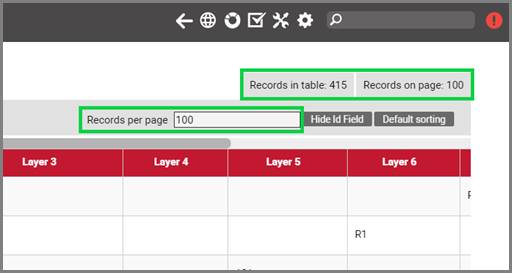 Records in table: 415 Records on page: 100
Records per page 100 Hide Id Field Default sorting
Layer 3 Layer 4 Layer 5 Layer 6
R1